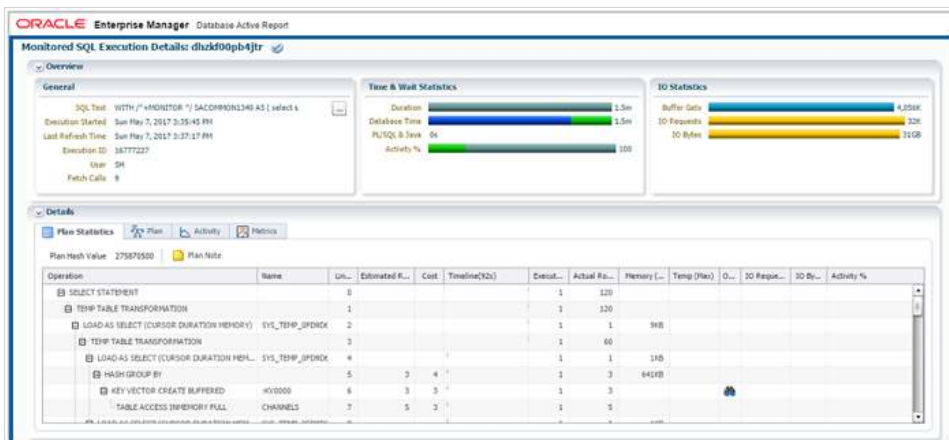 ORACLE Enterprise Manager Database Active Report
Monitored SQL Execution Details: dhzkf00pb4jtr
Overview
General
SQL Text WITH /*+MONITOR */ SACOMMON1340 AS ( select s ...
Execution Started Sun May 7, 2017 3:35:45 PM
Last Refresh Time Sun May 7, 2017 3:37:17 PM
Execution ID 16777227
User SH
Fetch Calls 9
Time & Wait Statistics
Duration 1.5m
Database Time 1.5m
PL/SQL & Java 0s
Activity % 100
IO Statistics
Buffer Gets 4,056K
IO Requests 32K
IO Bytes 31GB
Details
Plan Statistics Plan Activity Metrics
Plan Hash Value 275870500 Plan Note
Operation Name Lin... Estimated R... Cost Timeline(92s) Execut... Actual Ro... Memory (... Temp (Max) O... IO Reque... IO By... Activity %
SELECT STATEMENT 0 1 120
TEMP TABLE TRANSFORMATION 1 1 120
LOAD AS SELECT (CURSOR DURATION MEMORY) 2 1 1 9KB
TEMP TABLE TRANSFORMATION 3 1 60
LOAD AS SELECT (CURSOR DURATION MEM... 4 1 1 1KB
HASH GROUP BY 5 3 4 1 3 641KB
KEY VECTOR CREATE BUFFERED :KV0000 6 3 3 1 3
TABLE ACCESS INMEMORY FULL CHANNELS 7 5 3 1 5